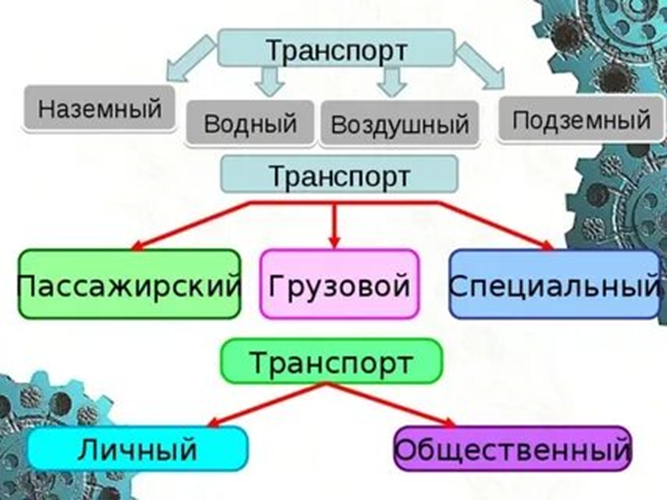 Транспорт
Наземный
Водный
Воздушный
Подземный
Транспорт
Пассажирский
Грузовой
Специальный
Транспорт
Личный
Общественный